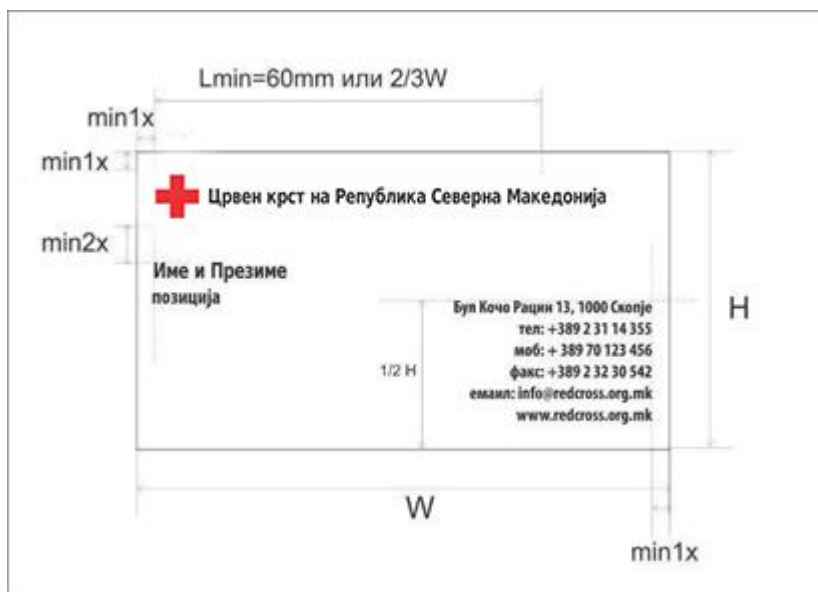 Lmin=60mm или 2/3W
min1x
min1x
Црвен крст на Република Северна Македонија
min2x
Име и Презиме
позиција
Бул Кочо Рацин 13, 1000 Скопје
тел: +389 2 31 14 355
моб: + 389 70 123 456
факс: +389 2 32 30 542
емаил: info@redcross.org.mk
www.redcross.org.mk
1/2 H
H
W
min1x